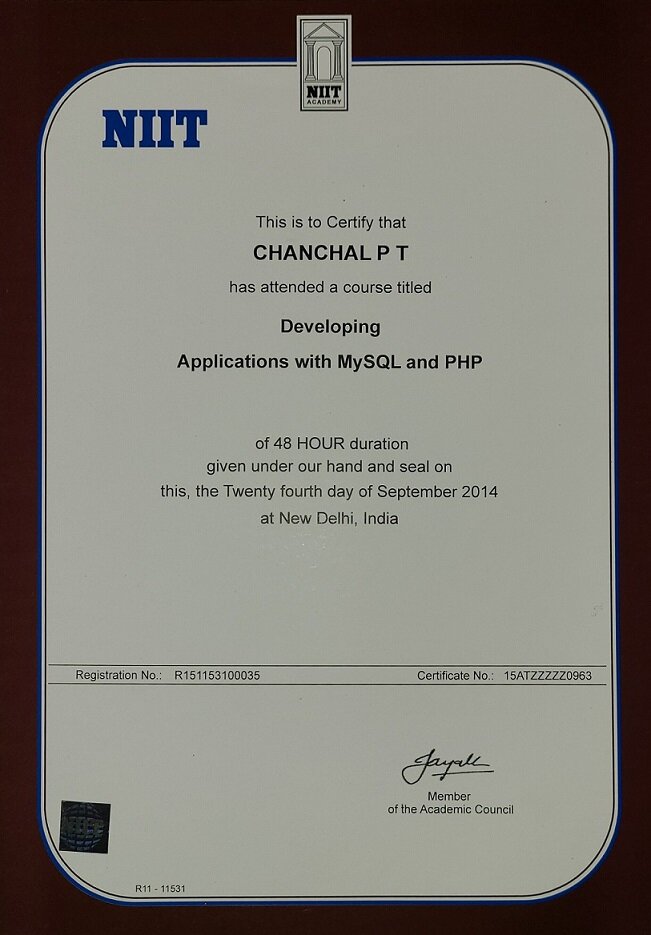 NIIT
ACADEMY
NIIT
This is to Certify that
CHANCHAL P T
has attended a course titled
Developing
Applications with MySQL and PHP
of 48 HOUR duration
given under our hand and seal on
this, the Twenty fourth day of September 2014
at New Delhi, India
Registration No.: R151153100035 Certificate No.: 15ATZZZZZ0963
Member
of the Academic Council
NIIT
R11 - 11531